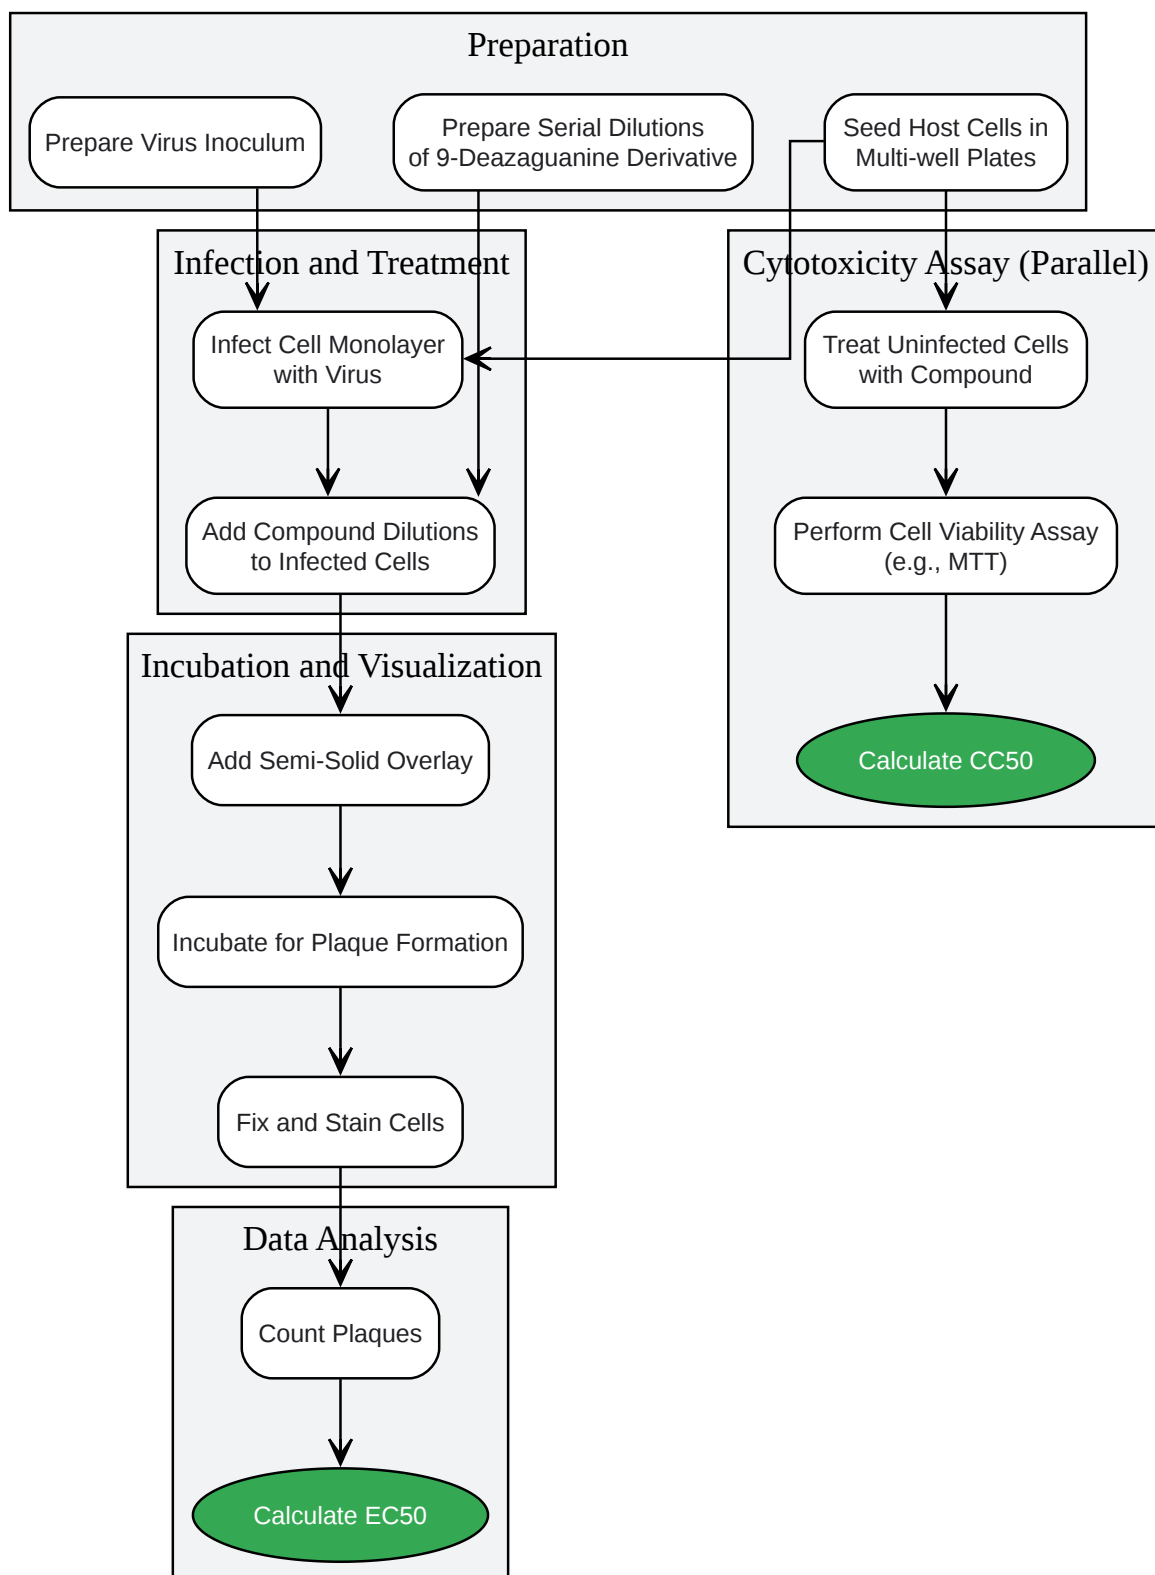 Preparation
Prepare Virus Inoculum
Prepare Serial Dilutions
of 9-Deazaguanine Derivative
Seed Host Cells in
Multi-well Plates
Infection and Treatment
Infect Cell Monolayer
with Virus
Add Compound Dilutions
to Infected Cells
Cytotoxicity Assay (Parallel)
Treat Uninfected Cells
with Compound
Perform Cell Viability Assay
(e.g., MTT)
Calculate CC50
Incubation and Visualization
Add Semi-Solid Overlay
Incubate for Plaque Formation
Fix and Stain Cells
Data Analysis
Count Plaques
Calculate EC50